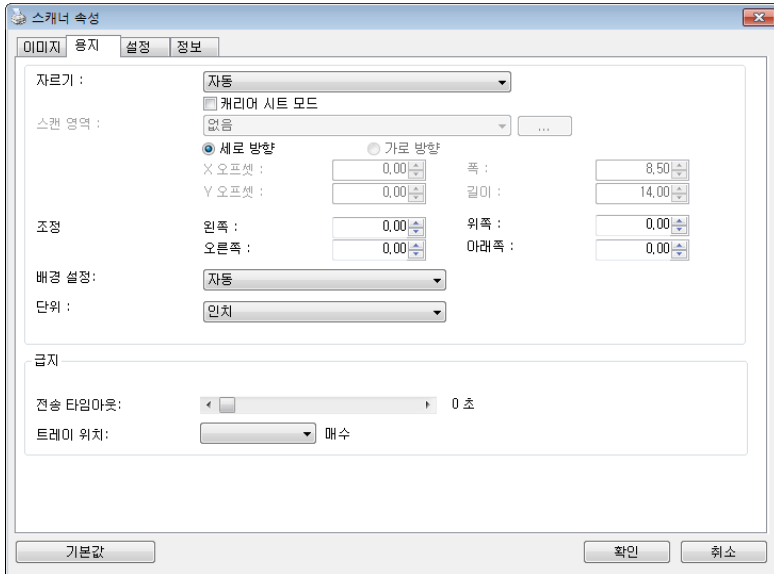 스캐너 속성
이미지 용지 설정 정보
자르기 : 자동
캐리어 시트 모드
스캔 영역 : 없음 ...
세로 방향 가로 방향
X 오프셋 : 0,00 폭 : 8,50
Y 오프셋 : 0,00 길이 : 14,00
조정 왼쪽 : 0,00 위쪽 : 0,00
오른쪽 : 0,00 아래쪽 : 0,00
배경 설정: 자동
단위 : 인치
급지
전송 타임아웃: 0 초
트레이 위치: 매수
기본값 확인 취소